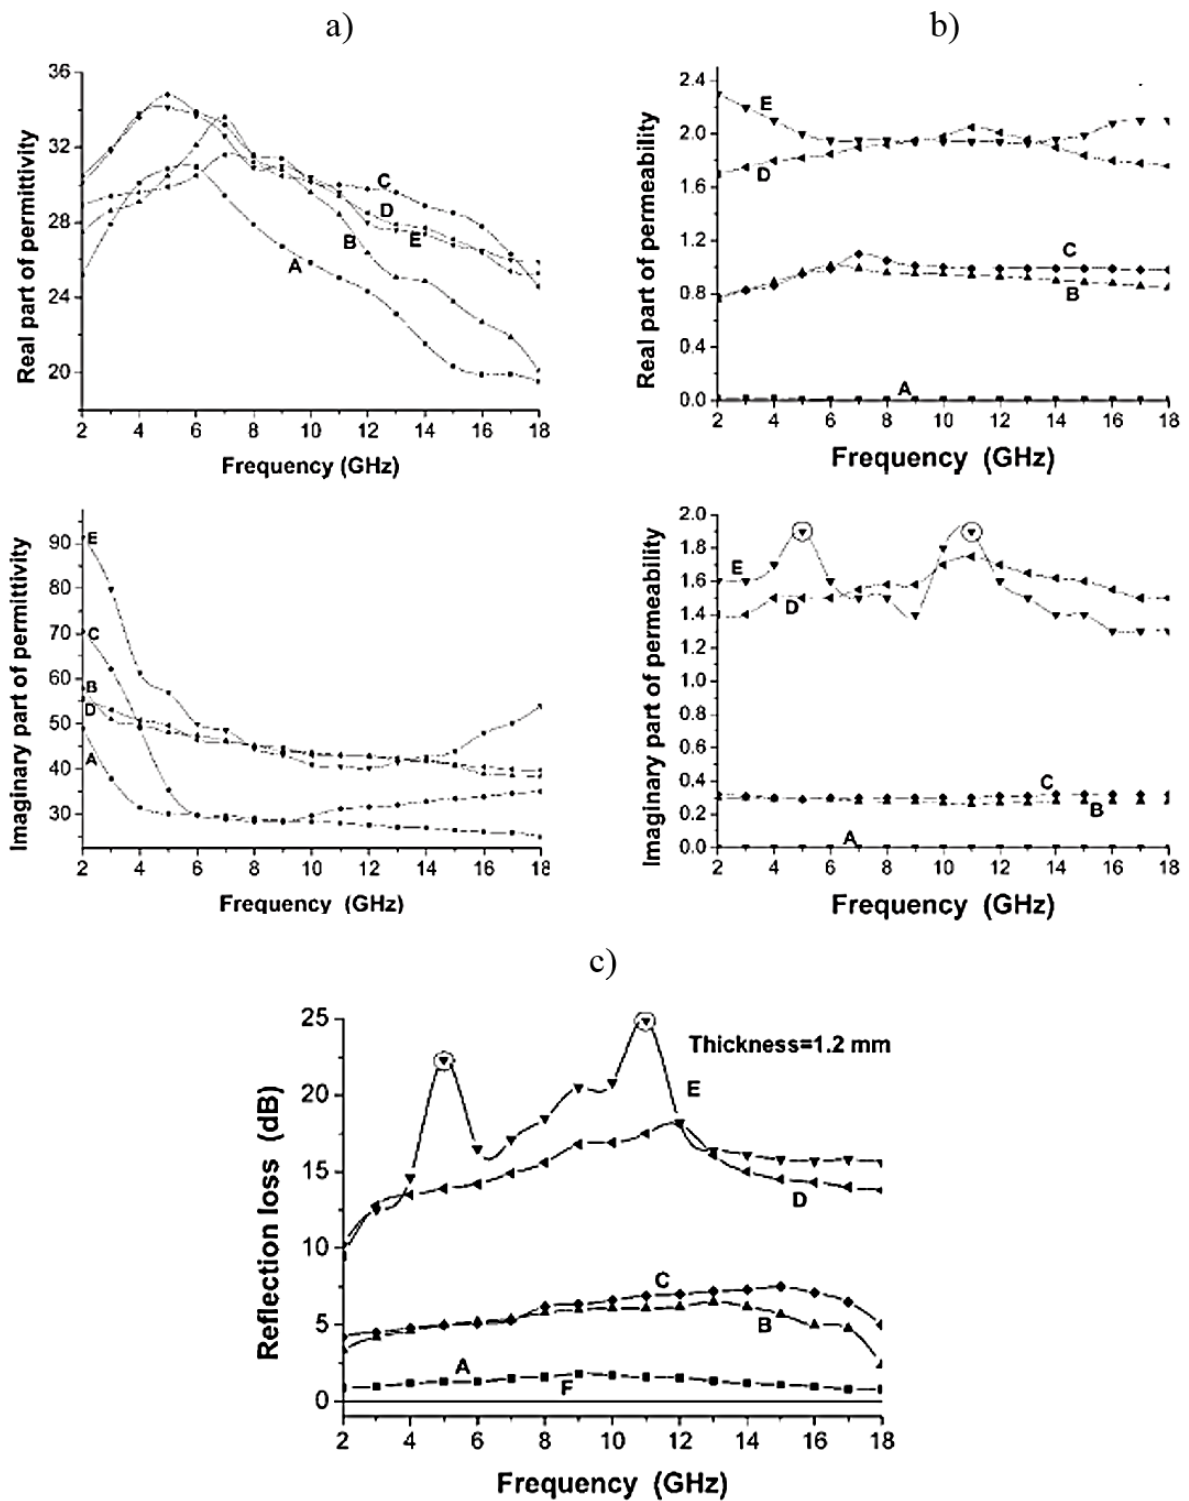 a)
b)
36
32
28
24
20
Real part of permittivity
A
B
C
D
E
2 4 6 8 10 12 14 16 18
Frequency (GHz)
2.4
2.0
1.6
1.2
0.8
0.4
0.0
Real part of permeability
E
D
C
B
A
2 4 6 8 10 12 14 16 18
Frequency (GHz)
90
80
70
60
50
40
30
Imaginary part of permittivity
E
C
B
D
A
2 4 6 8 10 12 14 16 18
Frequency (GHz)
2.0
1.8
1.6
1.4
1.2
1.0
0.8
0.6
0.4
0.2
0.0
Imaginary part of permeability
E
D
C
B
A
2 4 6 8 10 12 14 16 18
Frequency (GHz)
c)
25
20
15
10
5
0
Reflection loss (dB)
Thickness=1.2 mm
E
D
C
B
A
F
2 4 6 8 10 12 14 16 18
Frequency (GHz)